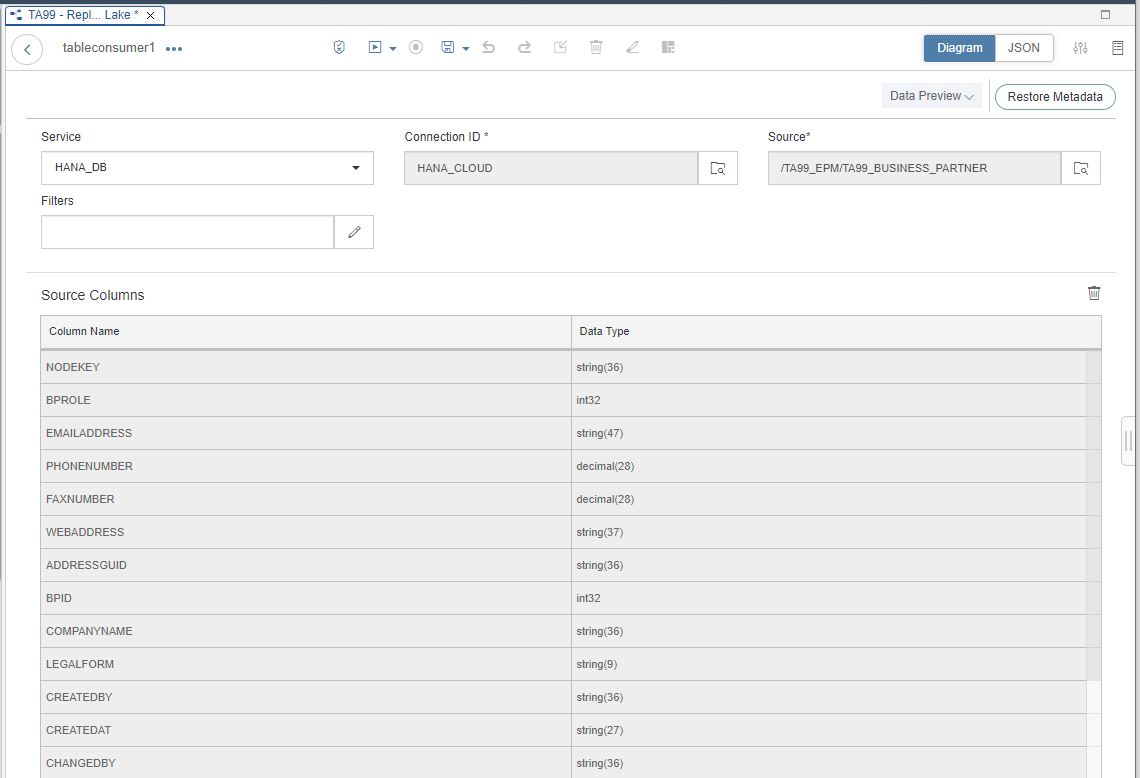 TA99 - Repl... Lake *
tableconsumer1
Diagram JSON
Data Preview Restore Metadata
Service Connection ID * Source*
HANA_DB HANA_CLOUD /TA99_EPM/TA99_BUSINESS_PARTNER
Filters
Source Columns
Column Name Data Type
NODEKEY string(36)
BPROLE int32
EMAILADDRESS string(47)
PHONENUMBER decimal(28)
FAXNUMBER decimal(28)
WEBADDRESS string(37)
ADDRESSGUID string(36)
BPID int32
COMPANYNAME string(36)
LEGALFORM string(9)
CREATEDBY string(36)
CREATEDAT string(27)
CHANGEDBY string(36)